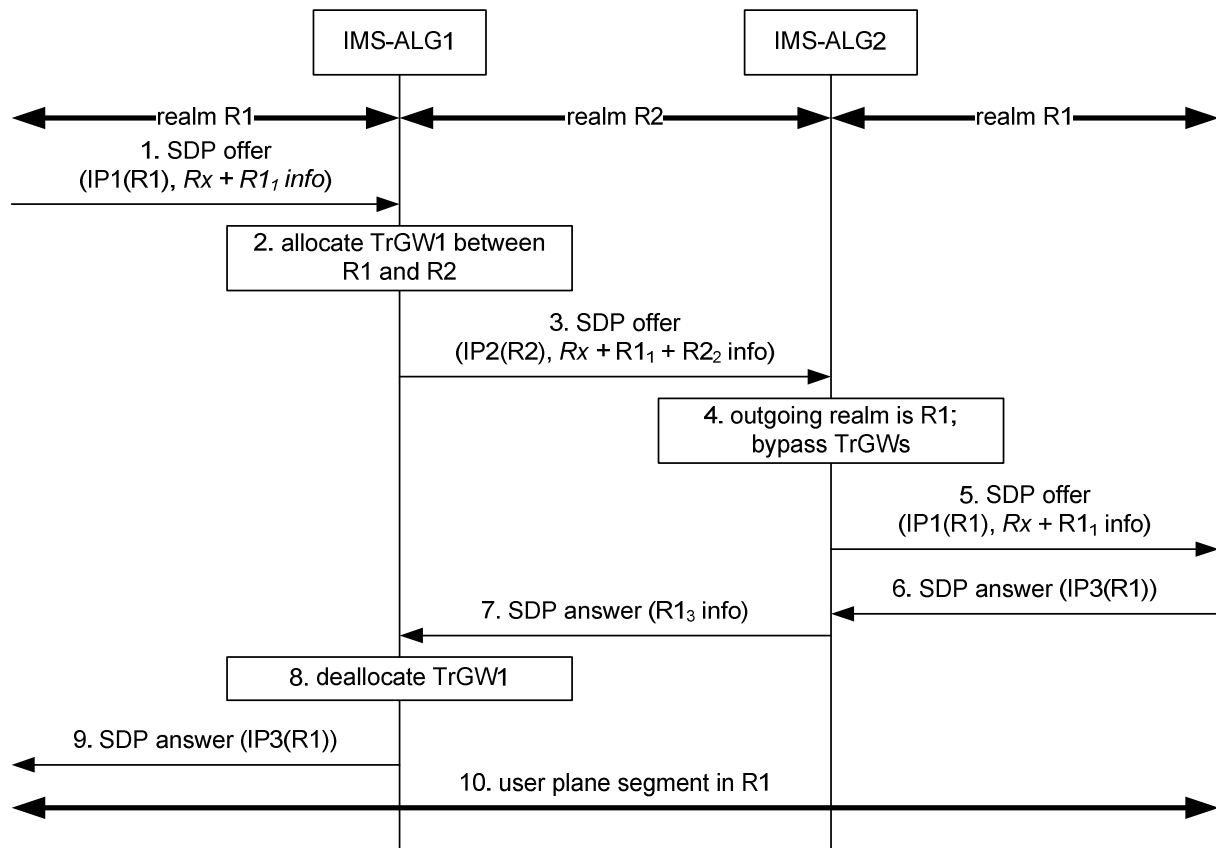 IMS-ALG1
IMS-ALG2
realm R1
realm R2
realm R1
1. SDP offer
(IP1(R1), Rx + R1₁ info)
2. allocate TrGW1 between
R1 and R2
3. SDP offer
(IP2(R2), Rx + R1₁ + R2₂ info)
4. outgoing realm is R1;
bypass TrGWs
5. SDP offer
(IP1(R1), Rx + R1₁ info)
6. SDP answer (IP3(R1))
7. SDP answer (R1₃ info)
8. deallocate TrGW1
9. SDP answer (IP3(R1))
10. user plane segment in R1